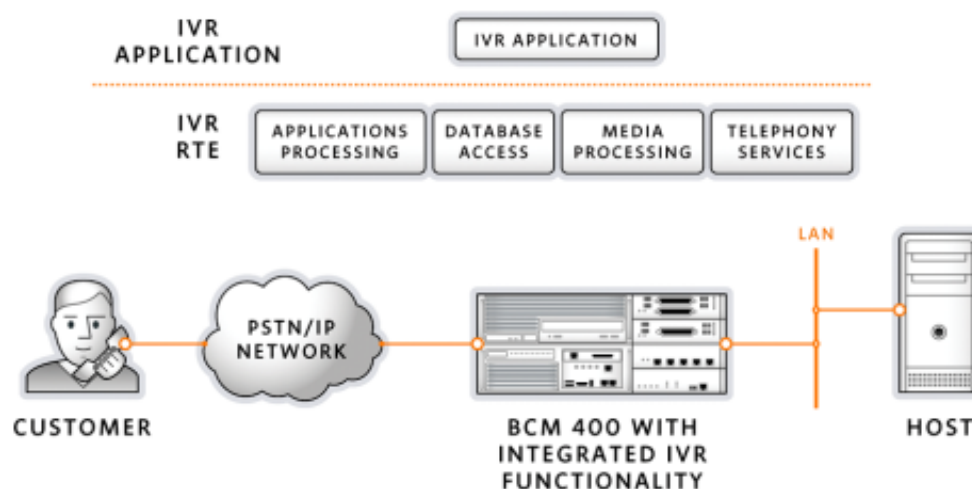 IVR
APPLICATION
IVR APPLICATION
IVR
RTE
APPLICATIONS
PROCESSING
DATABASE
ACCESS
MEDIA
PROCESSING
TELEPHONY
SERVICES
LAN
PSTN/IP
NETWORK
CUSTOMER
BCM 400 WITH
INTEGRATED IVR
FUNCTIONALITY
HOST